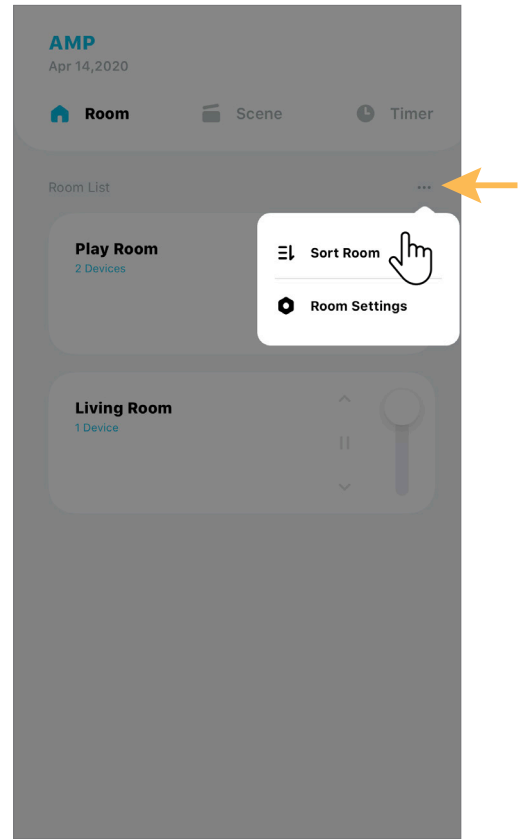 AMP
Apr 14,2020
Room Scene Timer
Room List
Play Room
2 Devices
Sort Room
Room Settings
Living Room
1 Device